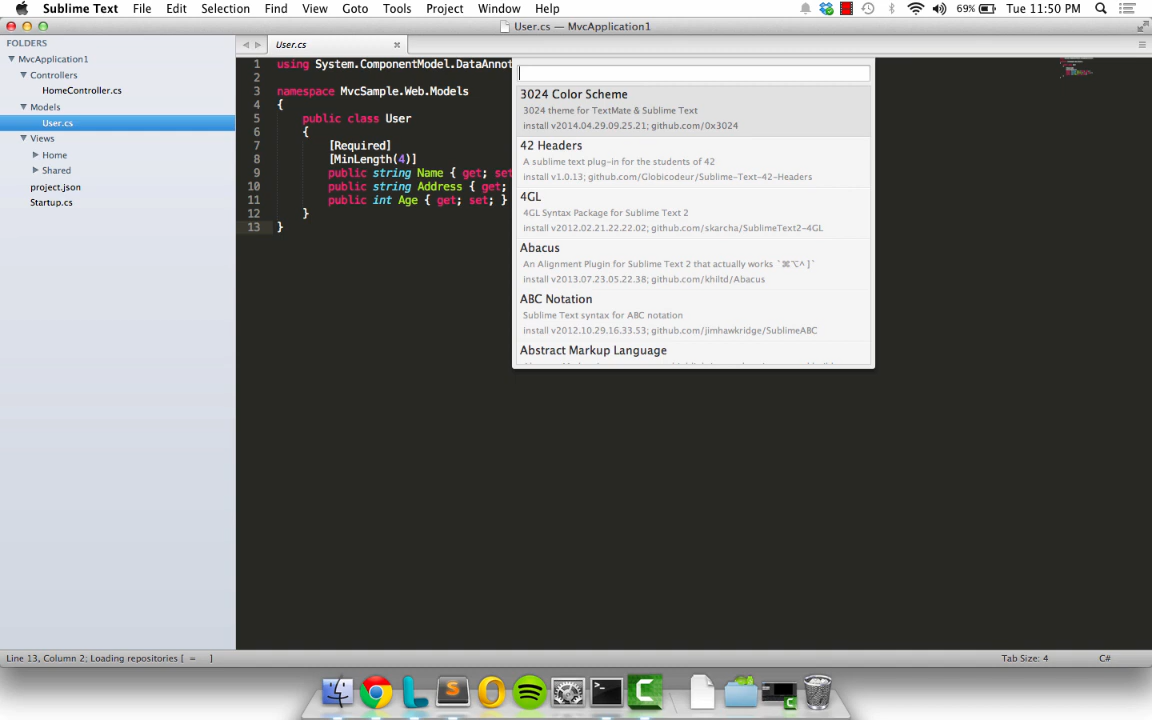 Sublime Text File Edit Selection Find View Goto Tools Project Window Help 69% Tue 11:50 PM
User.cs — MvcApplication1
FOLDERS
MvcApplication1
Controllers
HomeController.cs
Models
User.cs
Views
Home
Shared
project.json
Startup.cs
User.cs
1 using System.ComponentModel.DataAnnot
2
3 namespace MvcSample.Web.Models
4 {
5 public class User
6 {
7 [Required]
8 [MinLength(4)]
9 public string Name { get; set
10 public string Address { get;
11 public int Age { get; set; }
12 }
13 }
3024 Color Scheme
3024 theme for TextMate & Sublime Text
install v2014.04.29.09.25.21; github.com/0x3024
42 Headers
A sublime text plug-in for the students of 42
install v1.0.13; github.com/Globicodeur/Sublime-Text-42-Headers
4GL
4GL Syntax Package for Sublime Text 2
install v2012.02.21.22.22.02; github.com/skarcha/SublimeText2-4GL
Abacus
An Alignment Plugin for Sublime Text 2 that actually works `⌘⌥^]`
install v2013.07.23.05.22.38; github.com/khiltd/Abacus
ABC Notation
Sublime Text syntax for ABC notation
install v2012.10.29.16.33.53; github.com/jimhawkridge/SublimeABC
Abstract Markup Language
Line 13, Column 2; Loading repositories [ = ] Tab Size: 4 C#